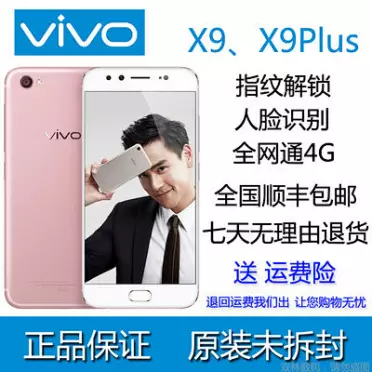 vivo
X9、X9Plus
指纹解锁
人脸识别
全网通4G
全国顺丰包邮
七天无理由退货
送 运费险
退回运费我们出 让您购物无忧
vivo
正品保证 原装未拆封